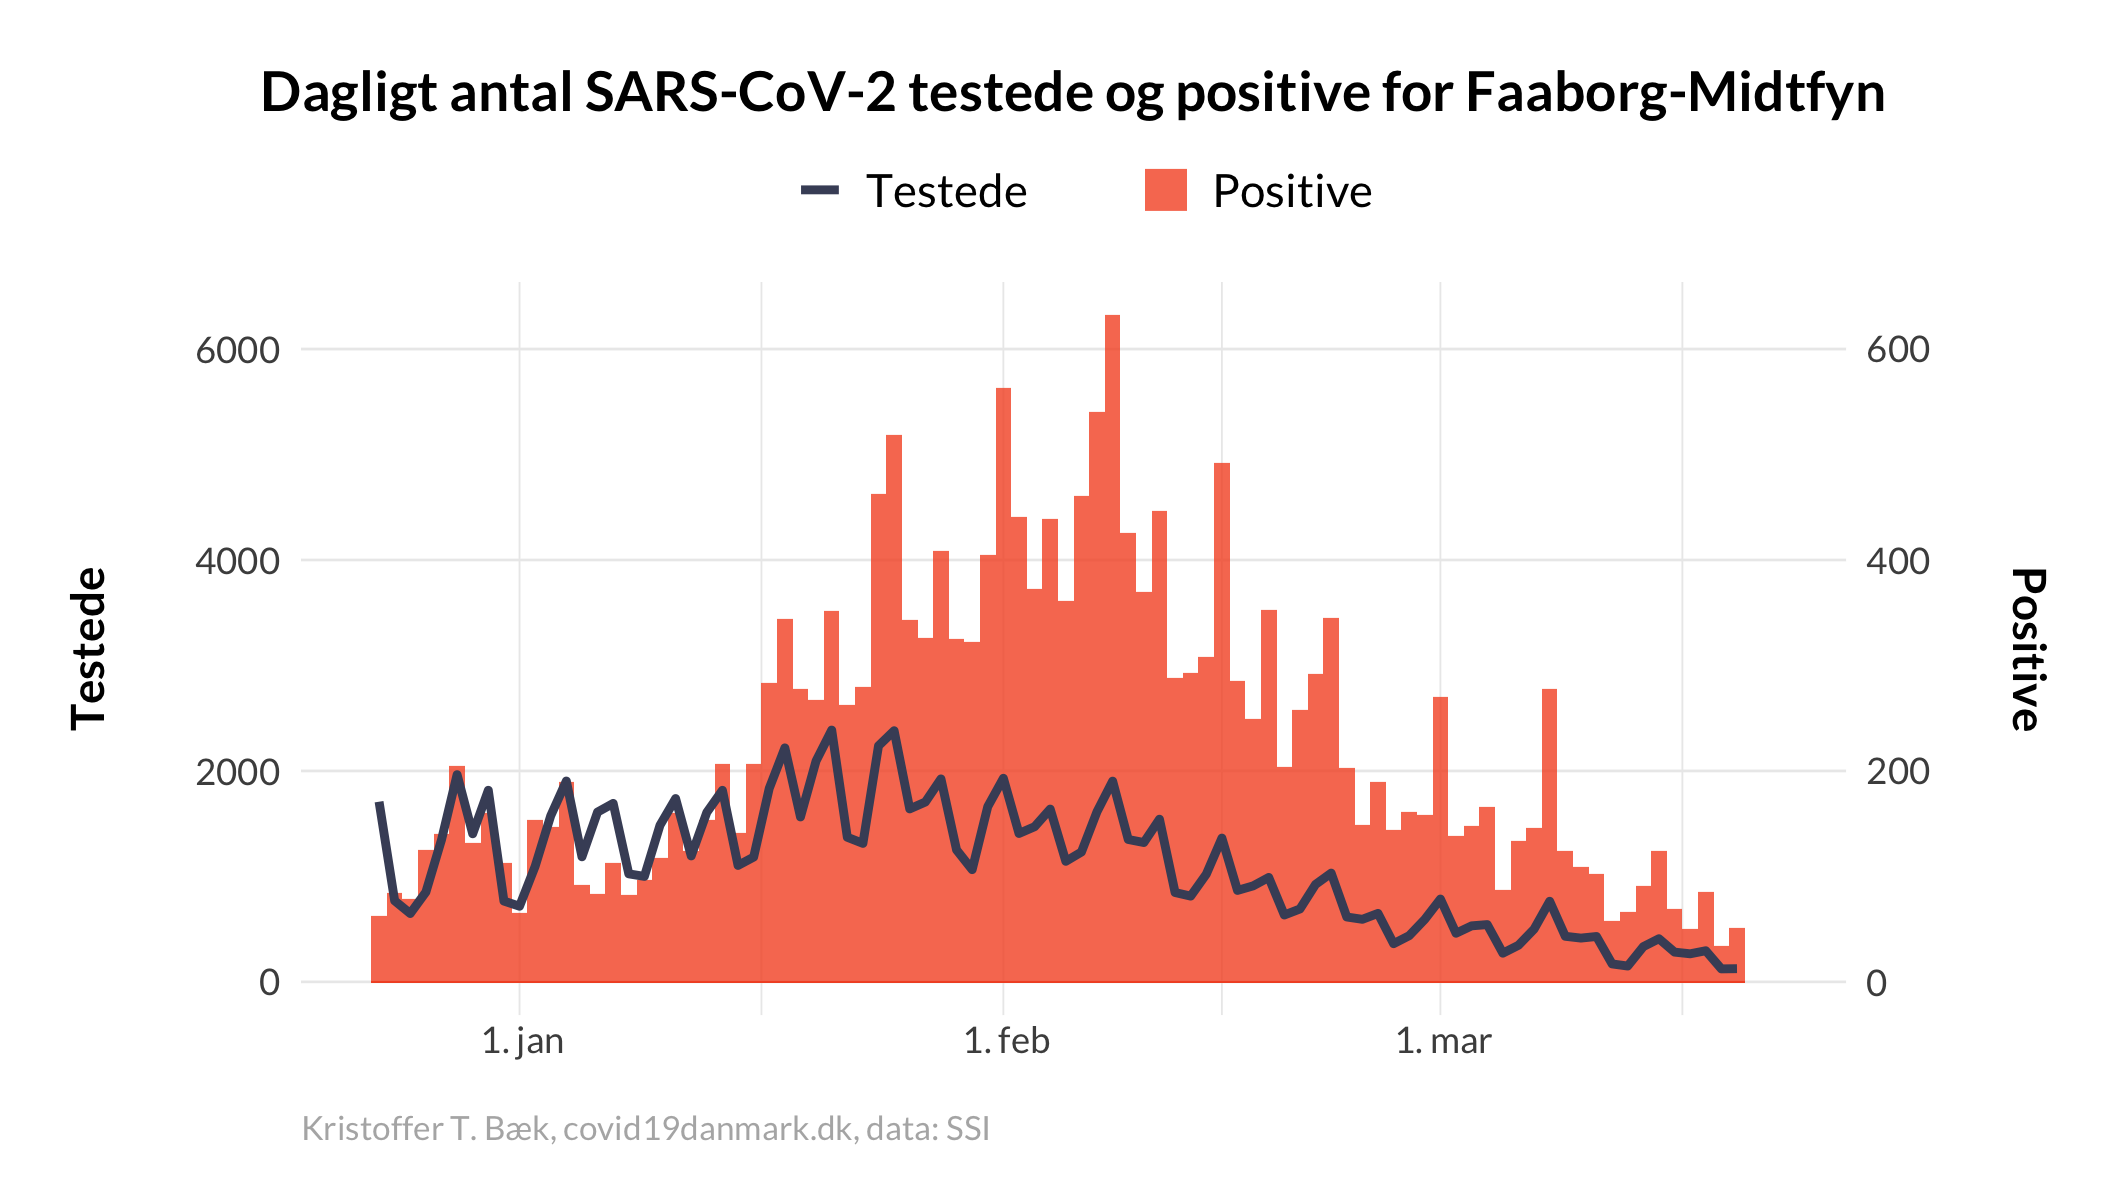 Dagligt antal SARS-CoV-2 testede og positive for Faaborg-Midtfyn
Testede Positive
6000 600
4000 400
2000 200
0 0
Testede
Positive
1. jan 1. feb 1. mar
Kristoffer T. Bæk, covid19danmark.dk, data: SSI